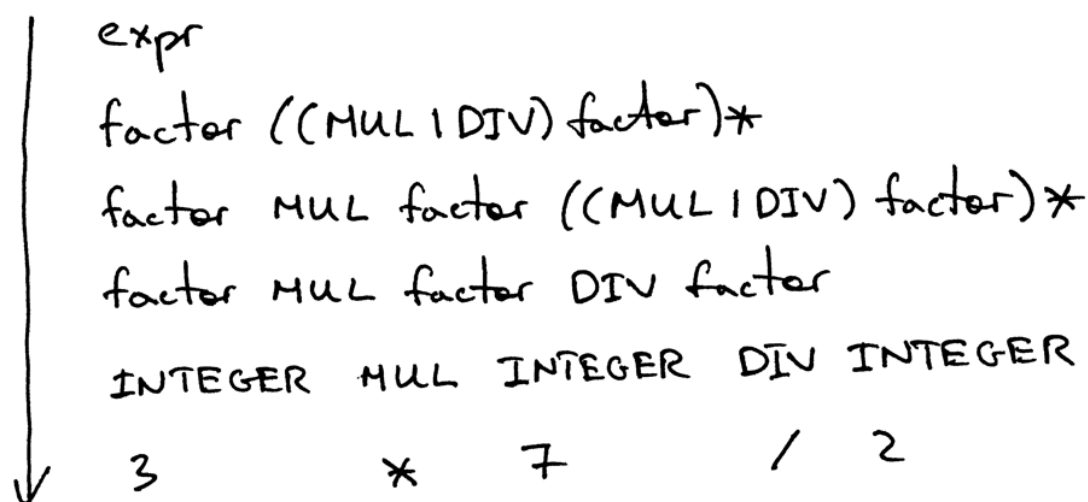 expr
factor ((MUL | DIV) factor)*
factor MUL factor ((MUL | DIV) factor)*
factor MUL factor DIV factor
INTEGER MUL INTEGER DIV INTEGER
3 * 7 / 2